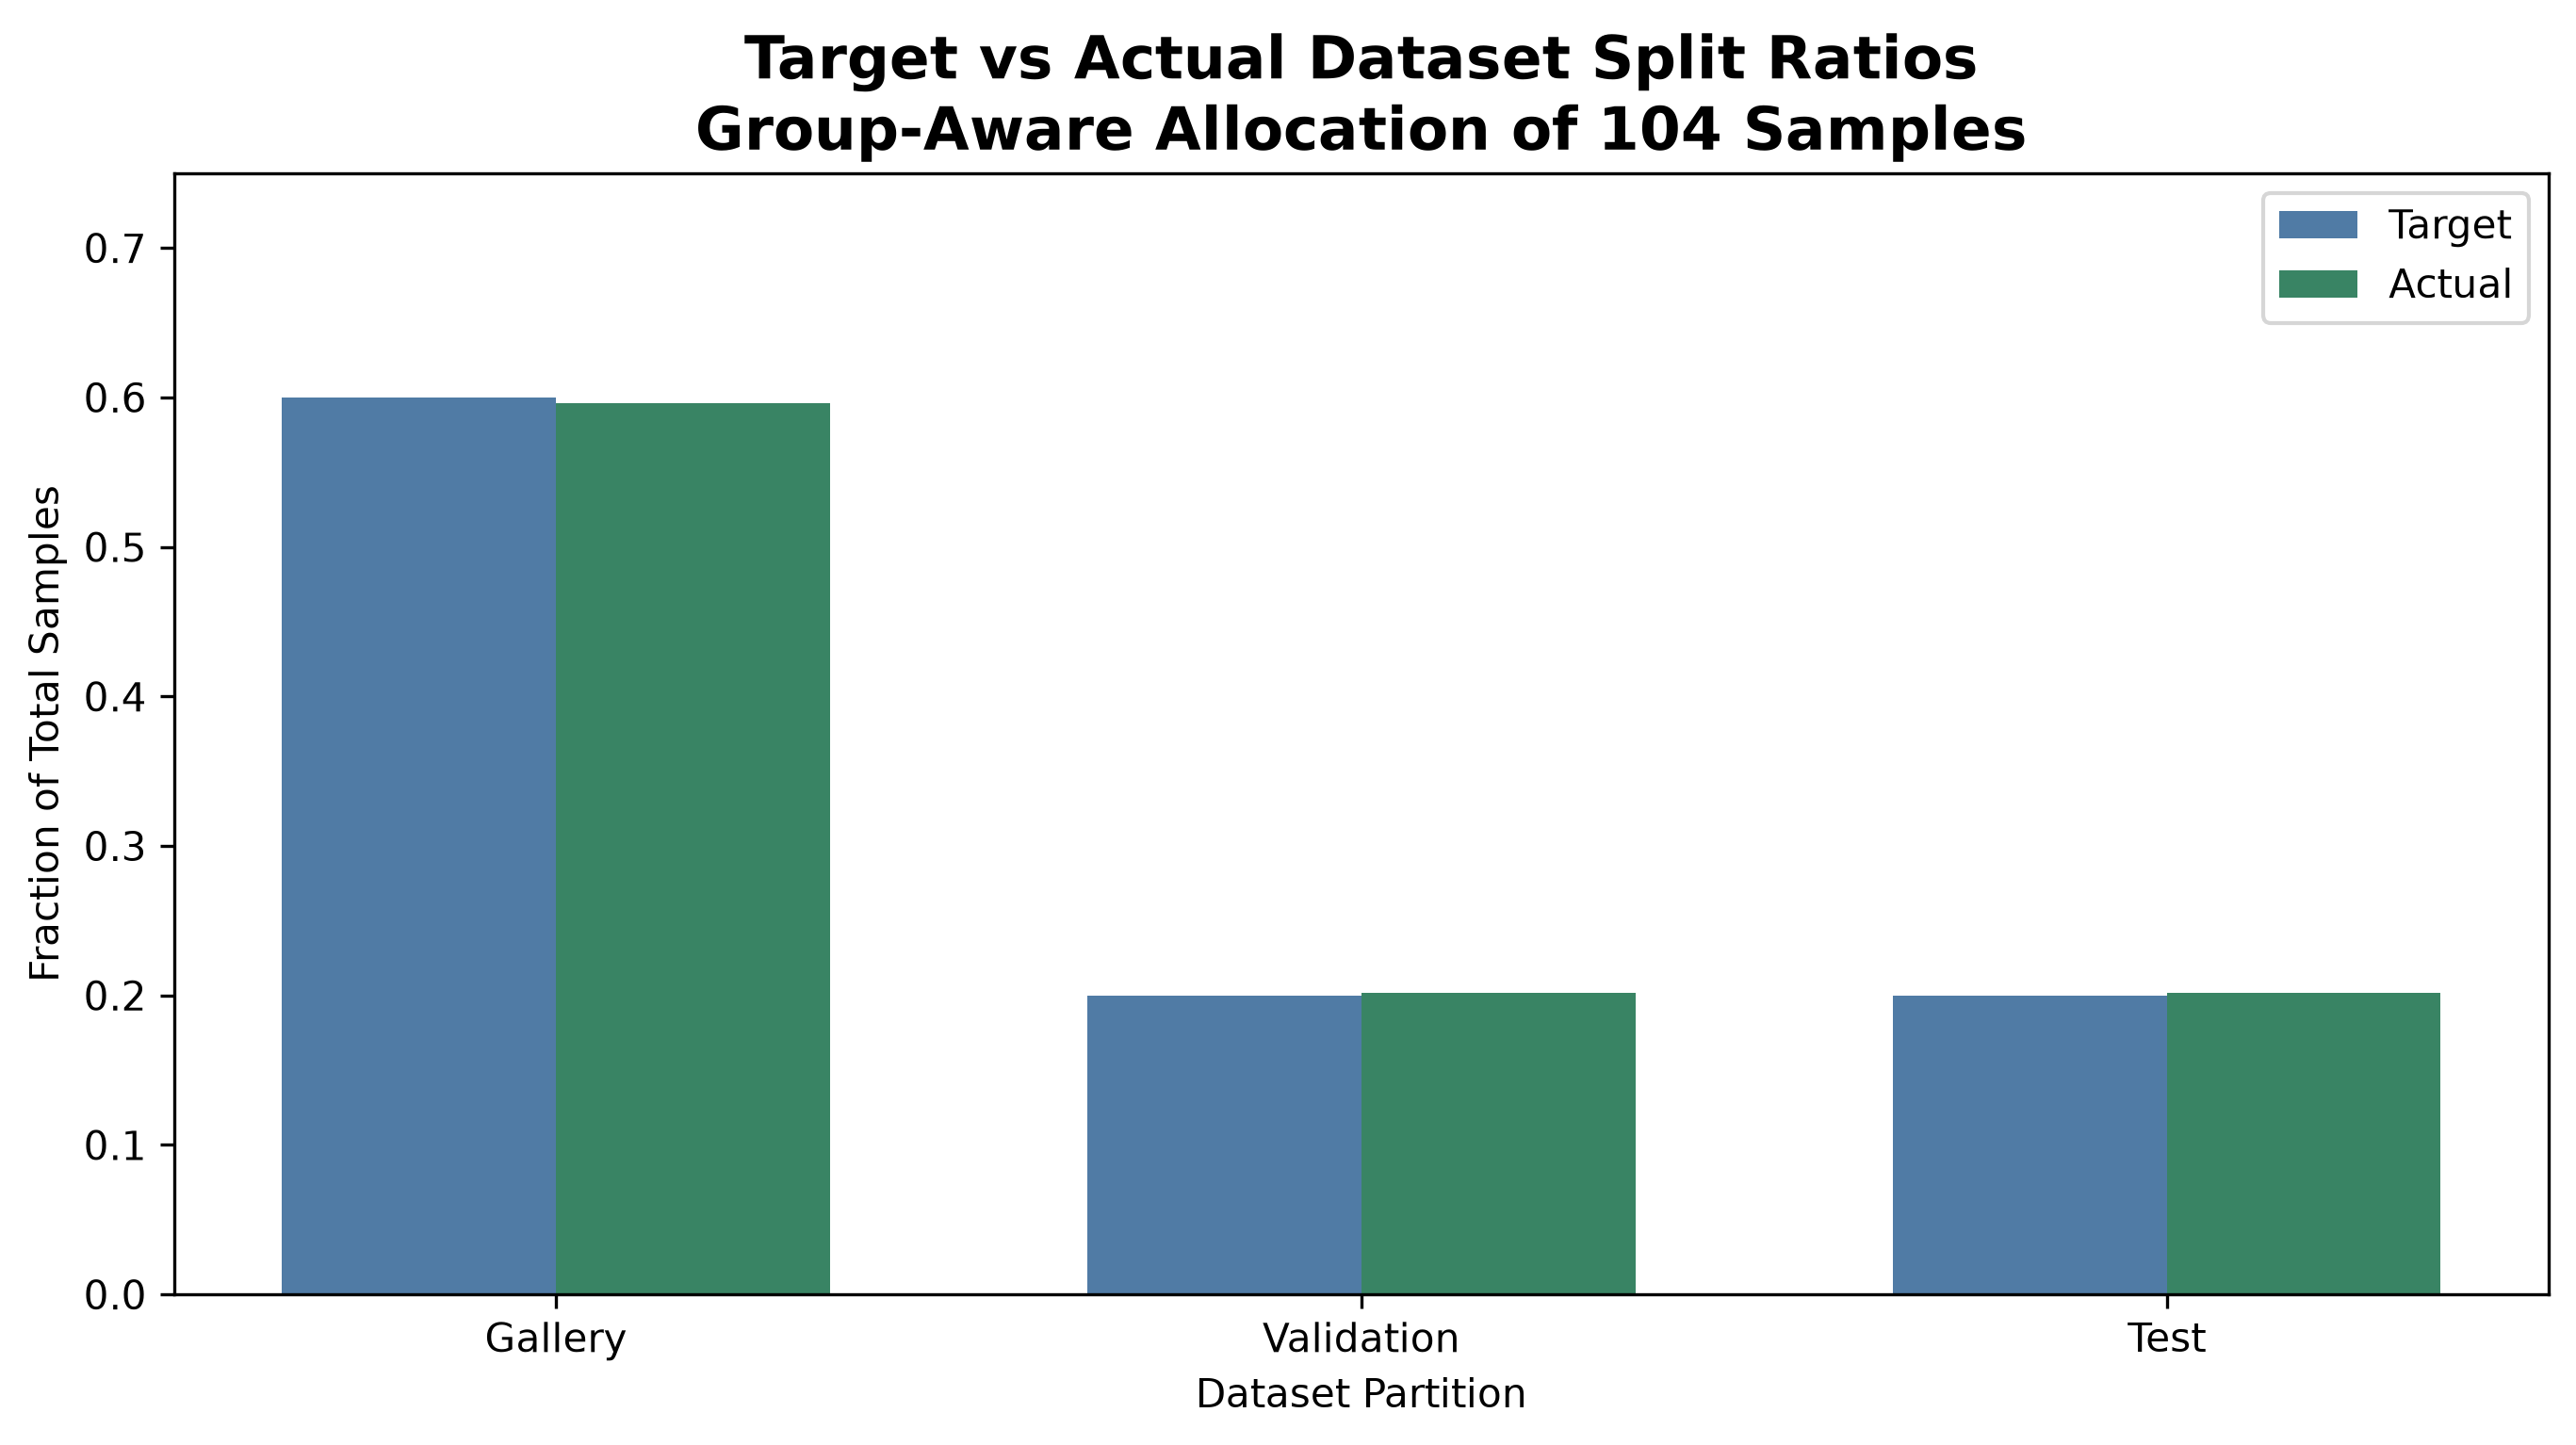 Target vs Actual Dataset Split Ratios
Group-Aware Allocation of 104 Samples
Target
Actual
Fraction of Total Samples
0.7
0.6
0.5
0.4
0.3
0.2
0.1
0.0
Gallery
Validation
Test
Dataset Partition